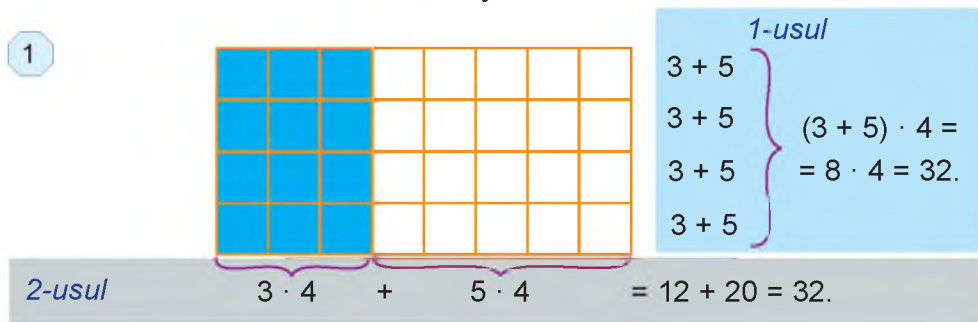 1
1-usul
3 + 5
3 + 5
3 + 5
3 + 5
(3 + 5) · 4 =
= 8 · 4 = 32.
2-usul 3 · 4 + 5 · 4 = 12 + 20 = 32.